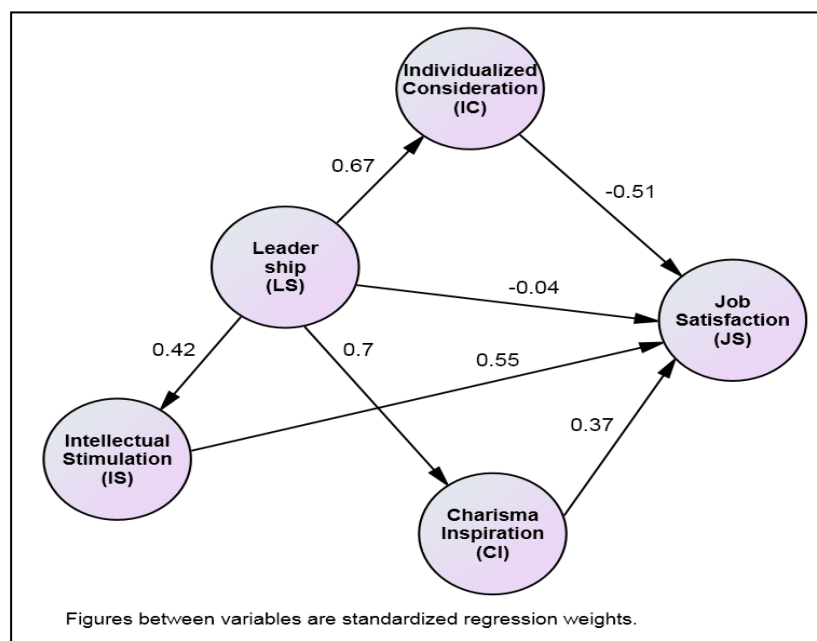 Individualized
Consideration
(IC)
0.67
-0.51
Leader
ship
(LS)
-0.04
Job
Satisfaction
(JS)
0.42
0.7
0.55
0.37
Intellectual
Stimulation
(IS)
Charisma
Inspiration
(CI)
Figures between variables are standardized regression weights.